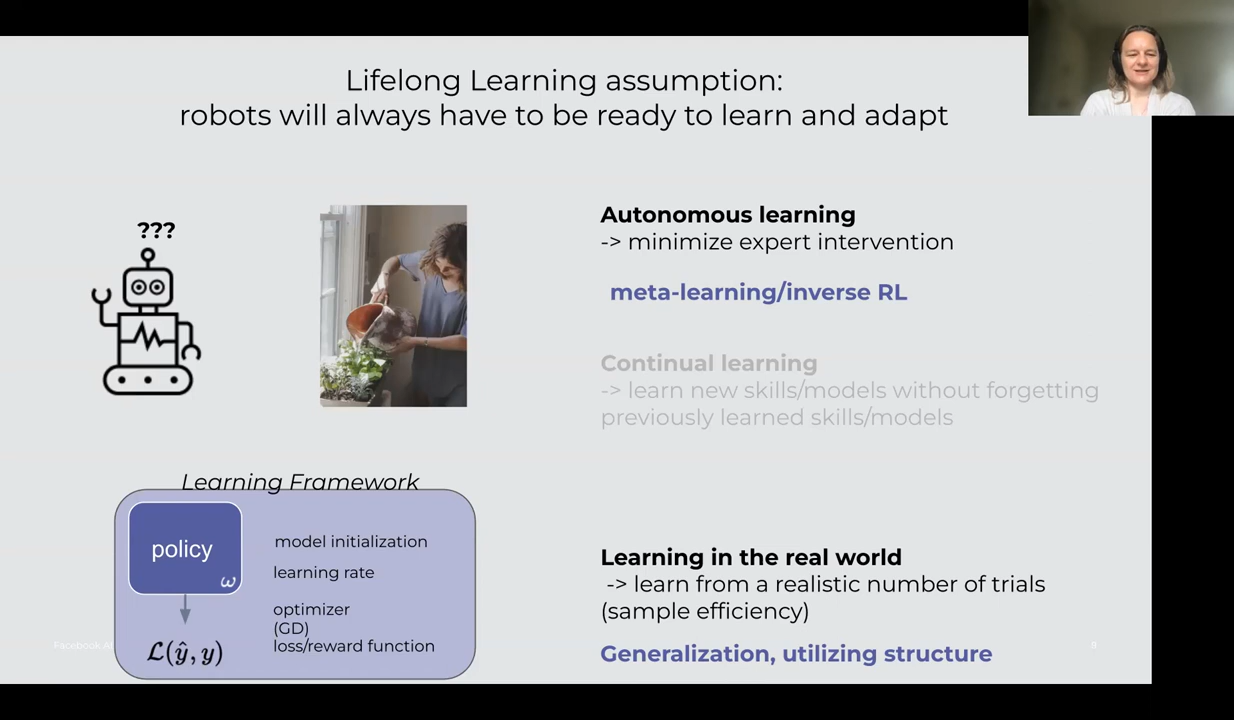 Lifelong Learning assumption:
robots will always have to be ready to learn and adapt
???
Autonomous learning
-> minimize expert intervention
meta-learning/inverse RL
Continual learning
-> learn new skills/models without forgetting
previously learned skills/models
Learning Framework
policy
ω
model initialization
learning rate
optimizer
(GD)
loss/reward function
ℒ(ŷ, y)
Learning in the real world
-> learn from a realistic number of trials
(sample efficiency)
Generalization, utilizing structure
Facebook AI
8